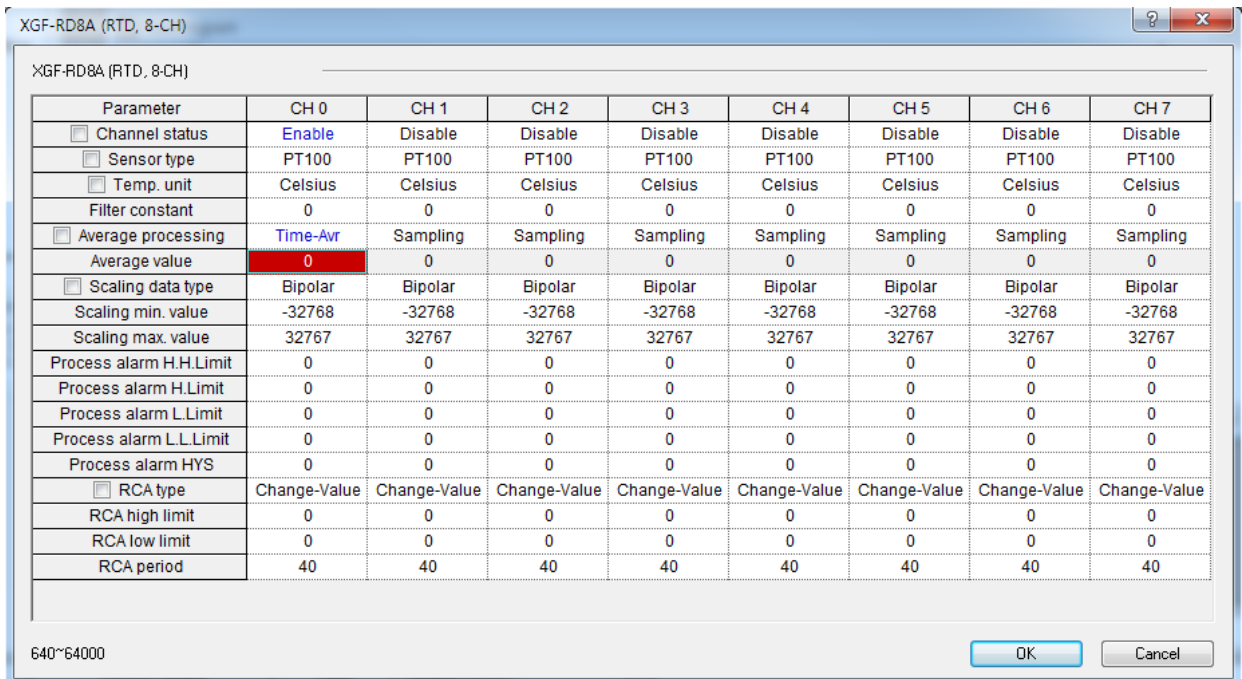 XGF-RD8A (RTD, 8-CH)
XGF-RD8A (RTD, 8-CH)
Parameter CH 0 CH 1 CH 2 CH 3 CH 4 CH 5 CH 6 CH 7
Channel status Enable Disable Disable Disable Disable Disable Disable Disable
Sensor type PT100 PT100 PT100 PT100 PT100 PT100 PT100 PT100
Temp. unit Celsius Celsius Celsius Celsius Celsius Celsius Celsius Celsius
Filter constant 0 0 0 0 0 0 0 0
Average processing Time-Avr Sampling Sampling Sampling Sampling Sampling Sampling Sampling
Average value 0 0 0 0 0 0 0 0
Scaling data type Bipolar Bipolar Bipolar Bipolar Bipolar Bipolar Bipolar Bipolar
Scaling min. value -32768 -32768 -32768 -32768 -32768 -32768 -32768 -32768
Scaling max. value 32767 32767 32767 32767 32767 32767 32767 32767
Process alarm H.H.Limit 0 0 0 0 0 0 0 0
Process alarm H.Limit 0 0 0 0 0 0 0 0
Process alarm L.Limit 0 0 0 0 0 0 0 0
Process alarm L.L.Limit 0 0 0 0 0 0 0 0
Process alarm HYS 0 0 0 0 0 0 0 0
RCA type Change-Value Change-Value Change-Value Change-Value Change-Value Change-Value Change-Value Change-Value
RCA high limit 0 0 0 0 0 0 0 0
RCA low limit 0 0 0 0 0 0 0 0
RCA period 40 40 40 40 40 40 40 40
640~64000 OK Cancel